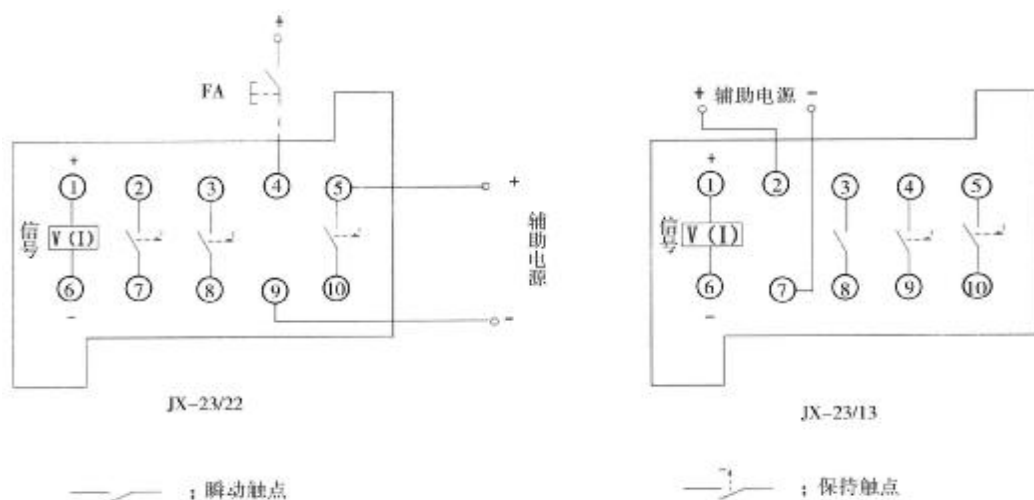 +
FA
+ 辅助电源 -
+
① ② ③ ④ ⑤
+
信号
V (I)
辅助电源
⑥ ⑦ ⑧ ⑨ ⑩
-
-
JX-23/22
+
① ② ③ ④ ⑤
信号
V (I)
⑥ ⑦ ⑧ ⑨ ⑩
-
JX-23/13
; 瞬动触点
; 保持触点